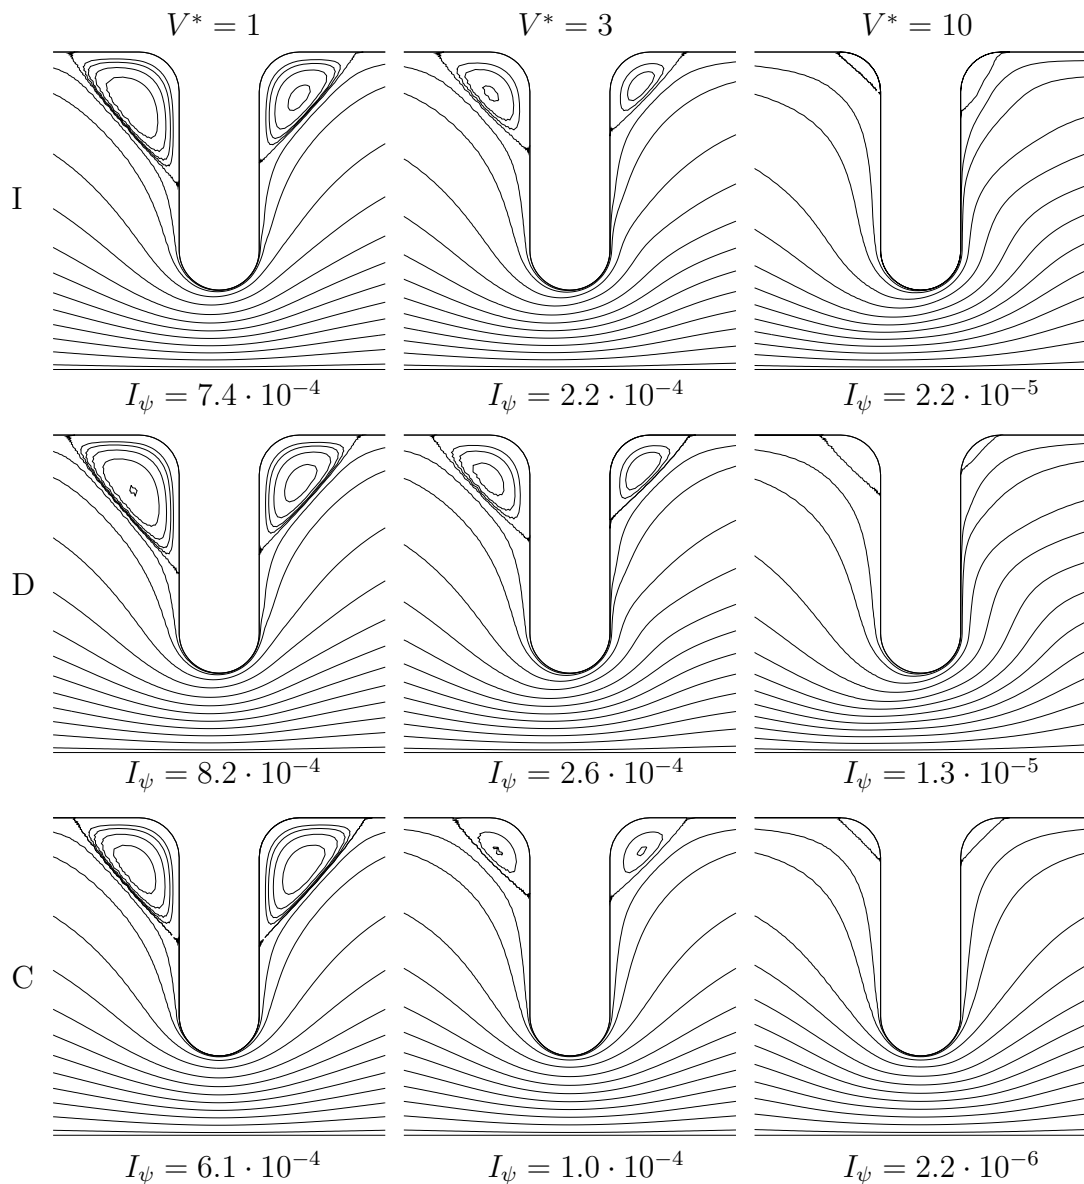 V* = 1 V* = 3 V* = 10
I
I_ψ = 7.4 · 10⁻⁴ I_ψ = 2.2 · 10⁻⁴ I_ψ = 2.2 · 10⁻⁵
D
I_ψ = 8.2 · 10⁻⁴ I_ψ = 2.6 · 10⁻⁴ I_ψ = 1.3 · 10⁻⁵
C
I_ψ = 6.1 · 10⁻⁴ I_ψ = 1.0 · 10⁻⁴ I_ψ = 2.2 · 10⁻⁶